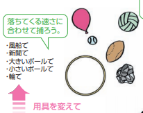 落ちてくる速さに
合わせて捕ろう。
・風船で
・新聞で
・大きいボールで
・小さいボールで
・輪で
用具を変えて